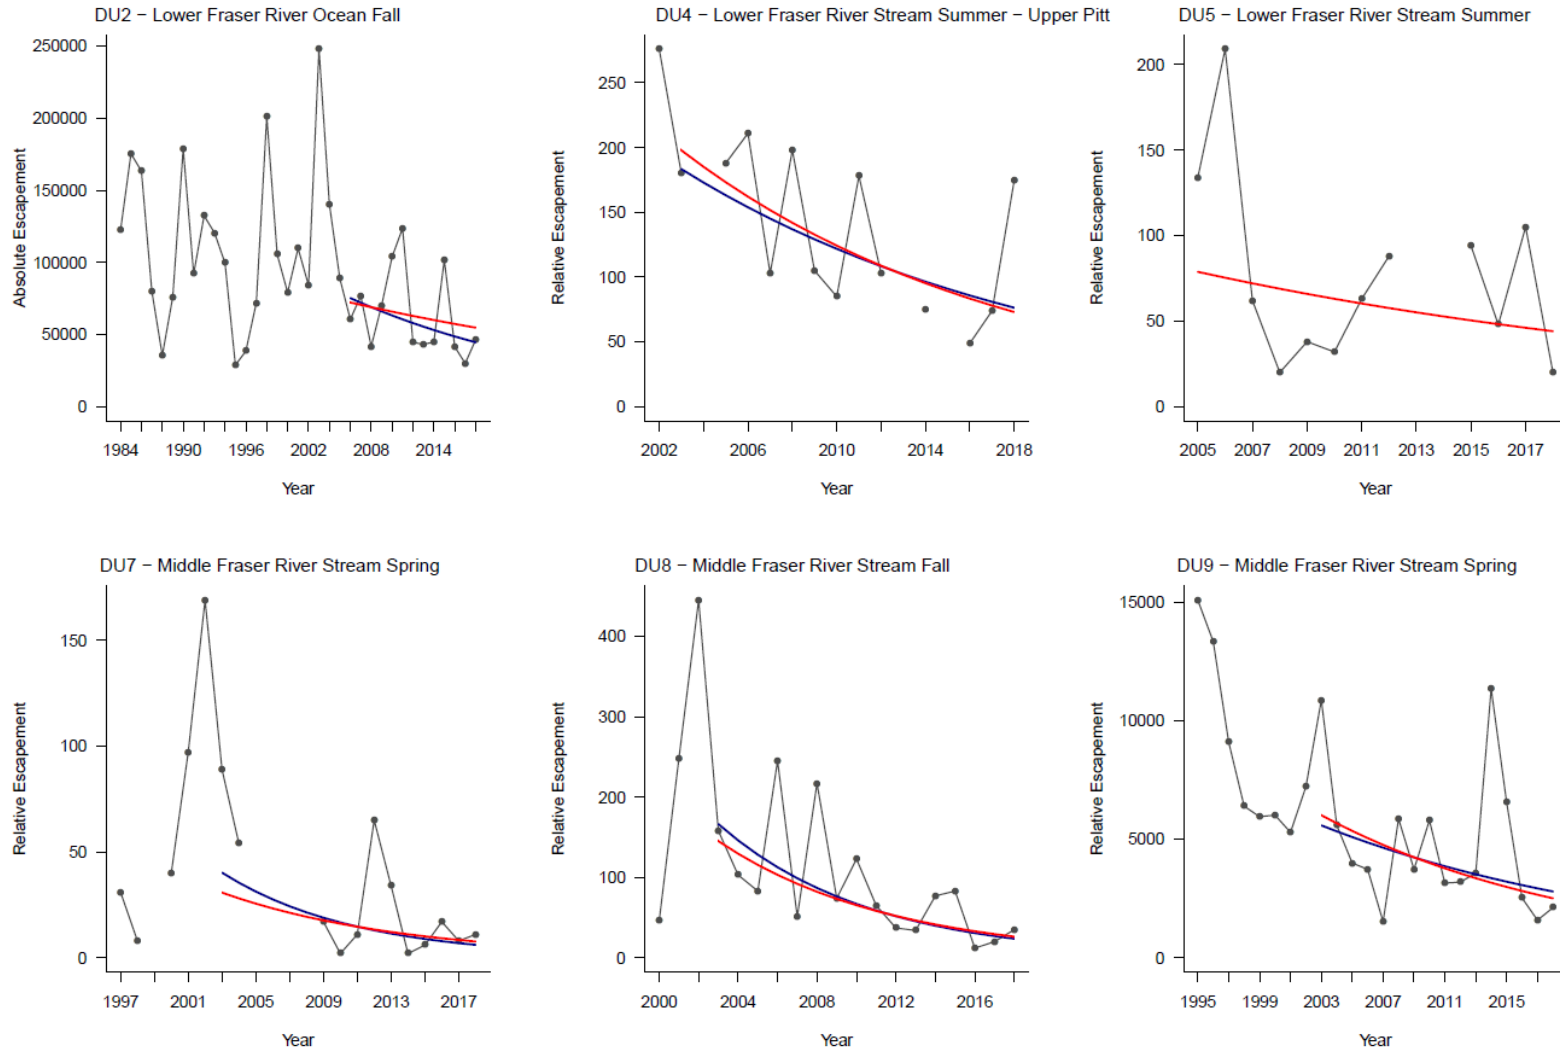 DU2 − Lower Fraser River Ocean Fall
Absolute Escapement
250000
200000
150000
100000
50000
0
1984 1990 1996 2002 2008 2014
Year
DU4 − Lower Fraser River Stream Summer − Upper Pitt
Relative Escapement
250
200
150
100
50
0
2002 2006 2010 2014 2018
Year
DU5 − Lower Fraser River Stream Summer
Relative Escapement
200
150
100
50
0
2005 2007 2009 2011 2013 2015 2017
Year
DU7 − Middle Fraser River Stream Spring
Relative Escapement
150
100
50
0
1997 2001 2005 2009 2013 2017
Year
DU8 − Middle Fraser River Stream Fall
Relative Escapement
400
300
200
100
0
2000 2004 2008 2012 2016
Year
DU9 − Middle Fraser River Stream Spring
Relative Escapement
15000
10000
5000
0
1995 1999 2003 2007 2011 2015
Year